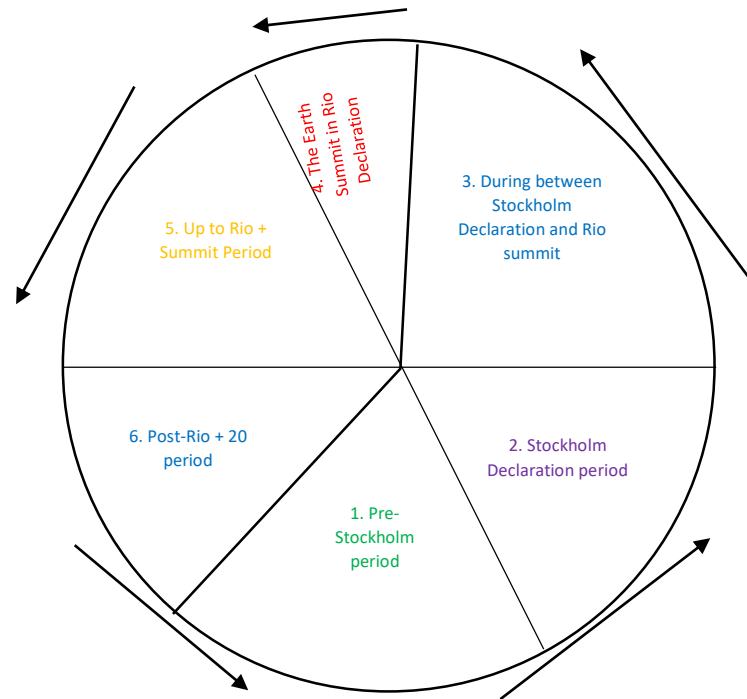 1. Pre-
Stockholm
period
2. Stockholm
Declaration period
3. During between
Stockholm
Declaration and Rio
summit
4. The Earth
Summit in Rio
Declaration
5. Up to Rio +
Summit Period
6. Post-Rio + 20
period